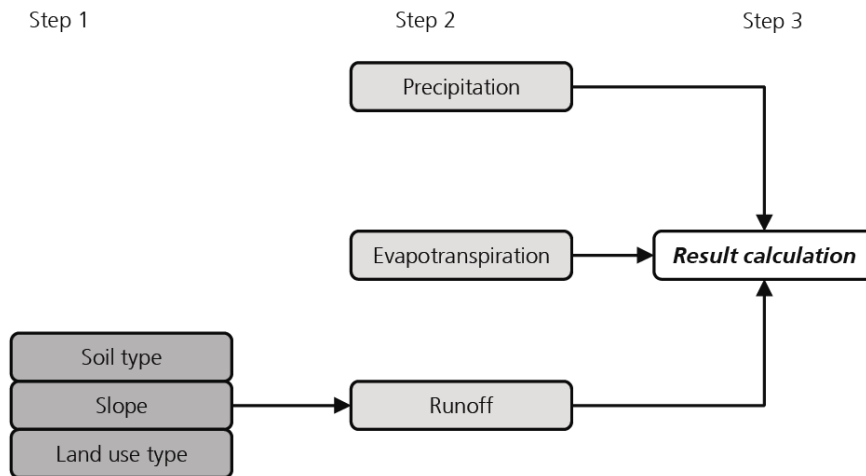 Step 1
Step 2
Step 3
Precipitation
Evapotranspiration
Result calculation
Soil type
Slope
Runoff
Land use type